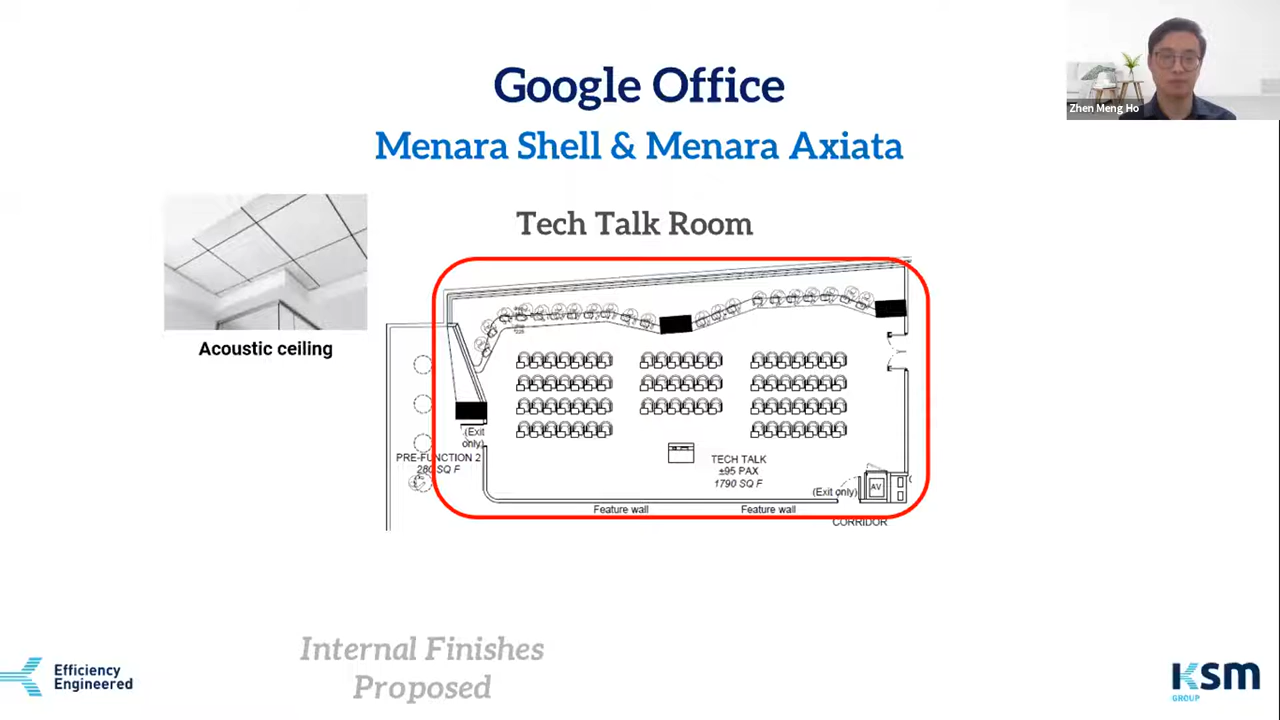 Google Office
Zhen Meng Ho
Menara Shell & Menara Axiata
Tech Talk Room
Acoustic ceiling
(Exit
only)
PRE-FUNCTION 2
280 SQ F
TECH TALK
±95 PAX
1790 SQ F
(Exit only)
AV
Feature wall
Feature wall
CORRIDOR
Internal Finishes
Proposed
Efficiency
Engineered
KSM
GROUP